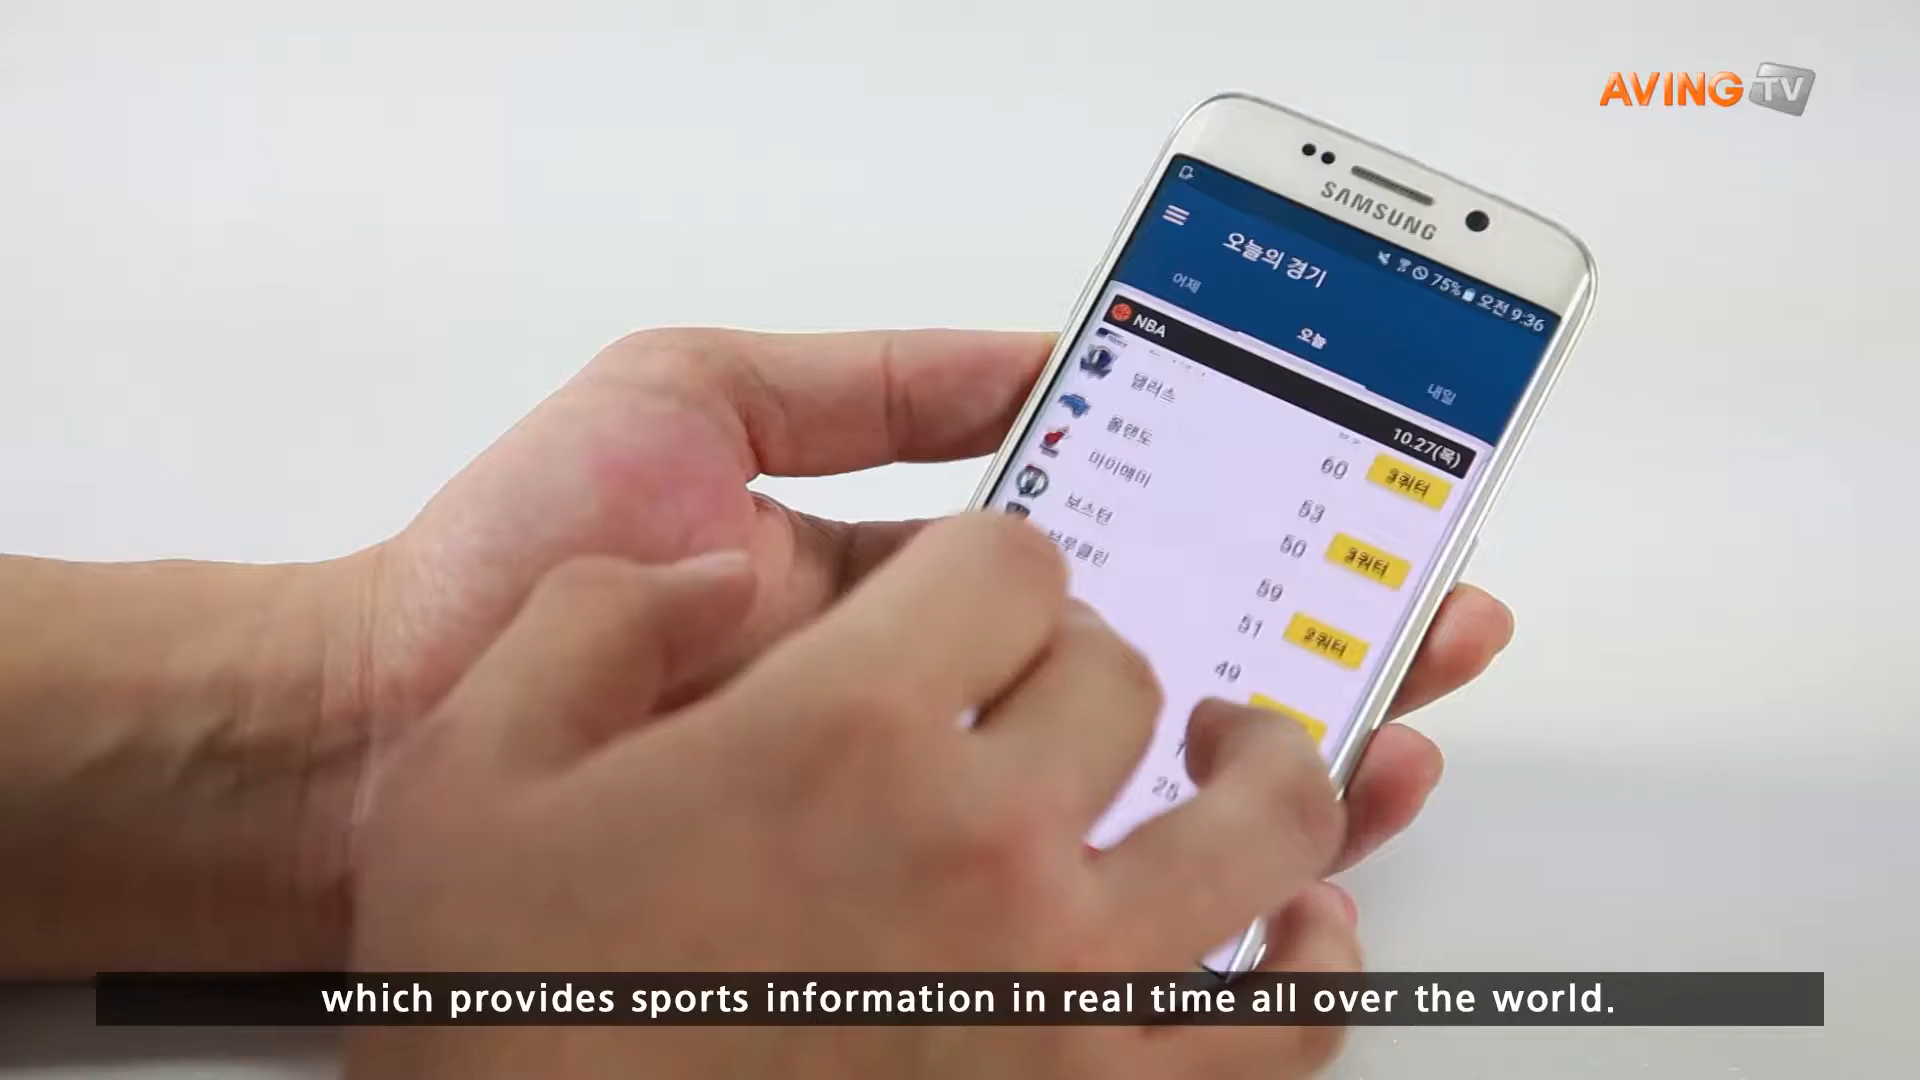 AVING TV
SAMSUNG
75% 오전 9:36
오늘의 경기
어제
오늘
내일
NBA
10.27(목)
댈러스
60
3쿼터
올랜도
53
마이애미
50
3쿼터
보스턴
59
브루클린
51
2쿼터
49
25
which provides sports information in real time all over the world.